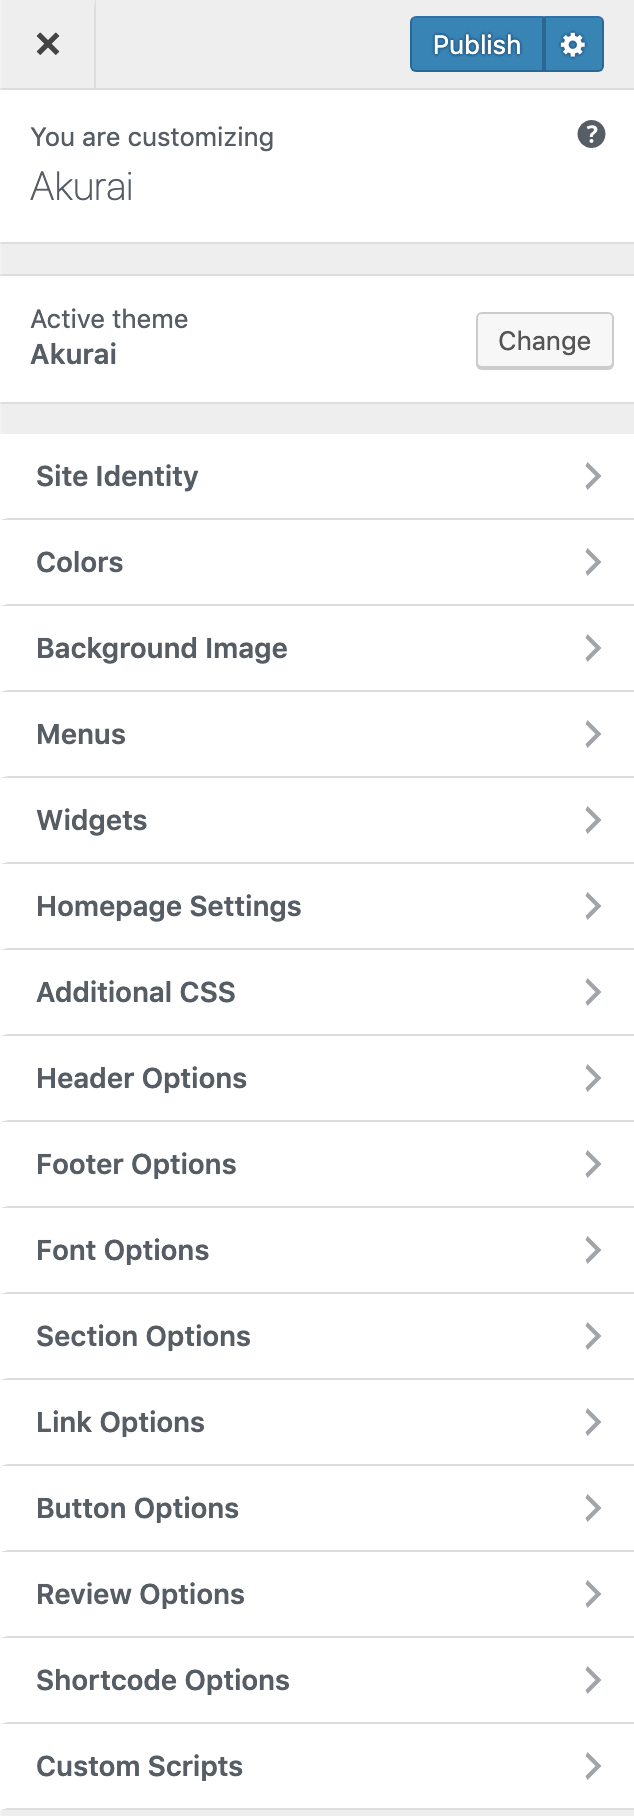 Publish
You are customizing
Akurai
Active theme
Akurai
Change
Site Identity
Colors
Background Image
Menus
Widgets
Homepage Settings
Additional CSS
Header Options
Footer Options
Font Options
Section Options
Link Options
Button Options
Review Options
Shortcode Options
Custom Scripts